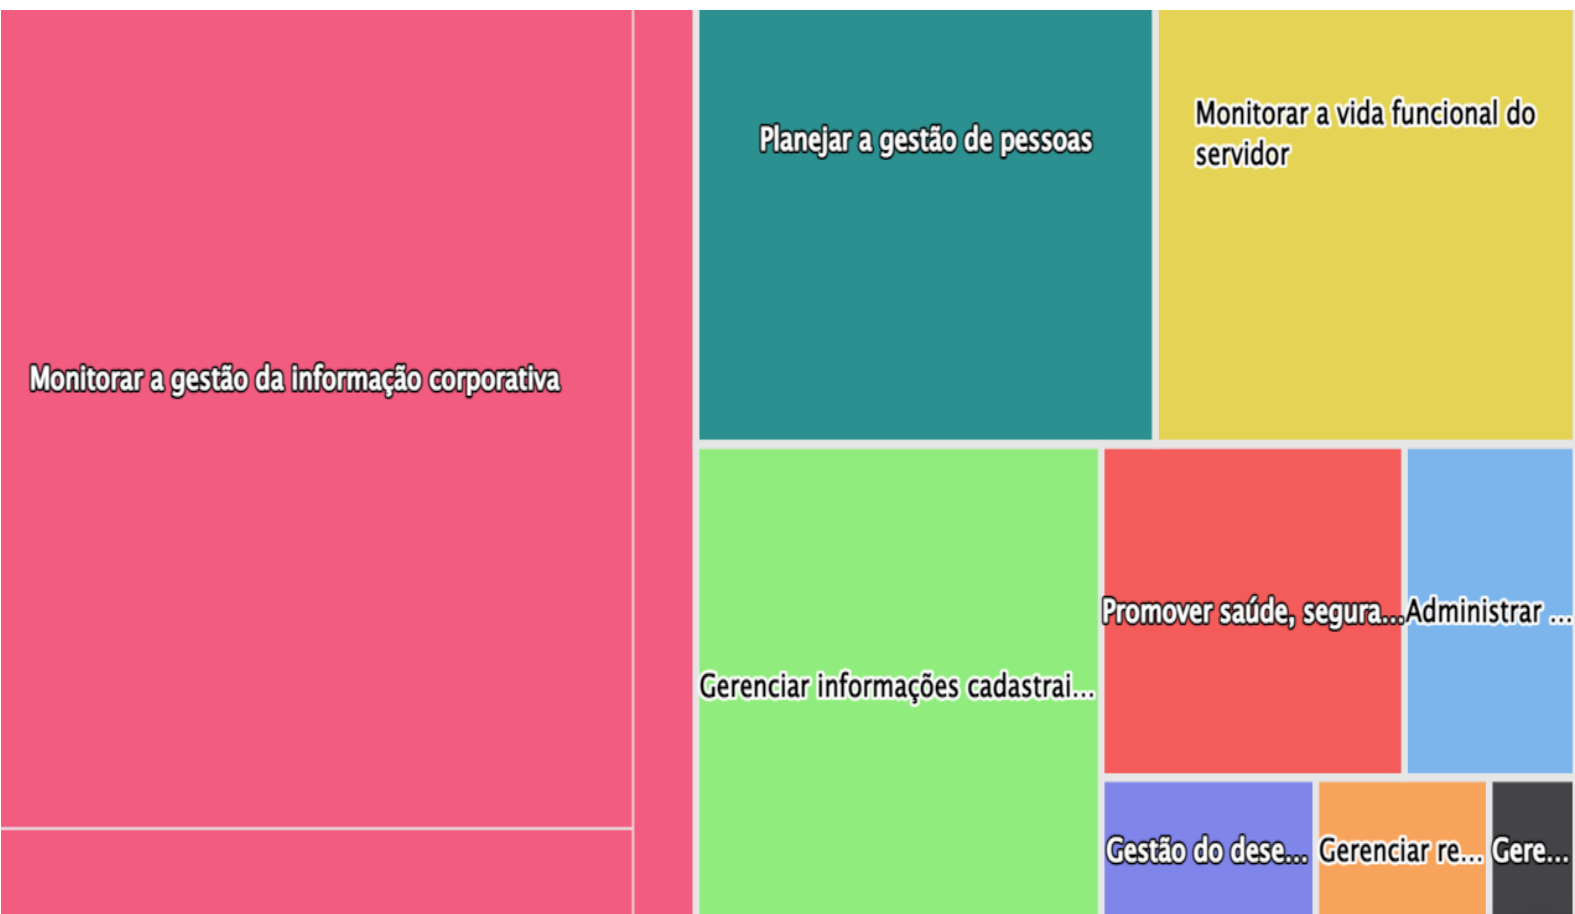 Monitorar a gestão da informação corporativa
Planejar a gestão de pessoas
Monitorar a vida funcional do
servidor
Gerenciar informações cadastrai...
Promover saúde, segura...
Administrar ...
Gestão do dese...
Gerenciar re...
Gere...